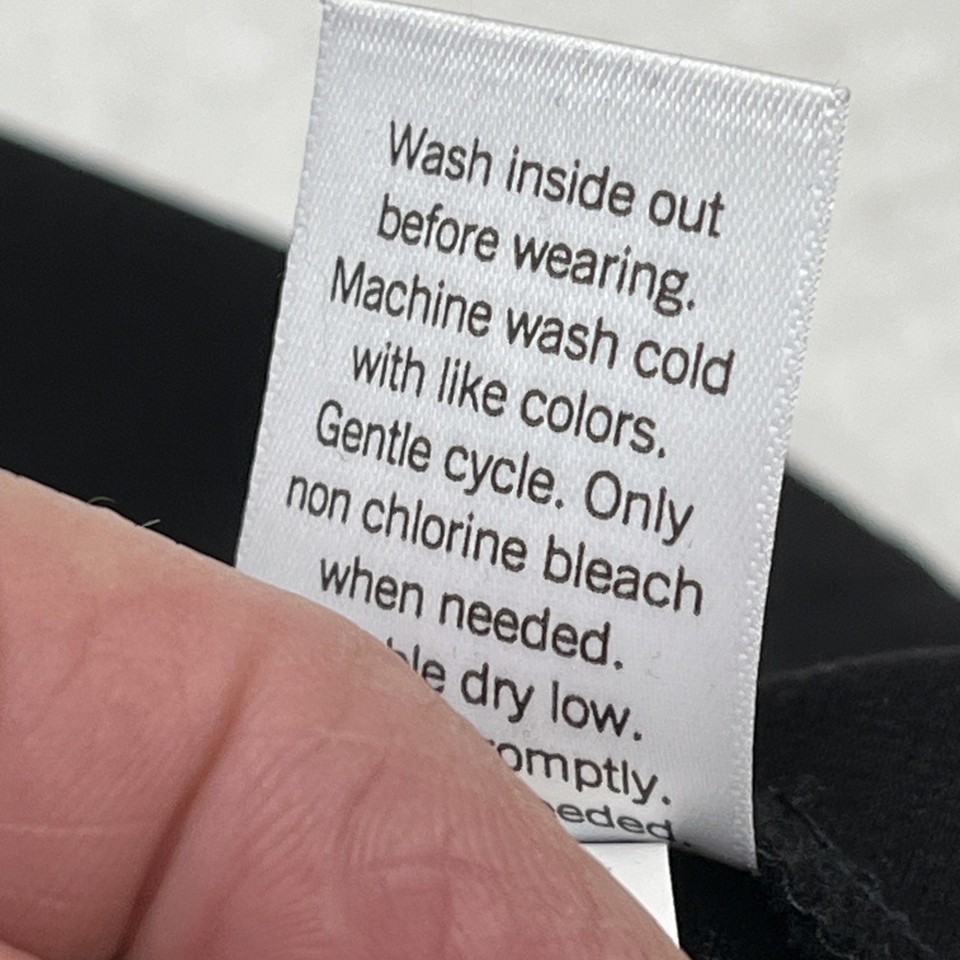 Wash inside out
before wearing.
Machine wash cold
with like colors.
Gentle cycle. Only
non chlorine bleach
when needed.
dry low.